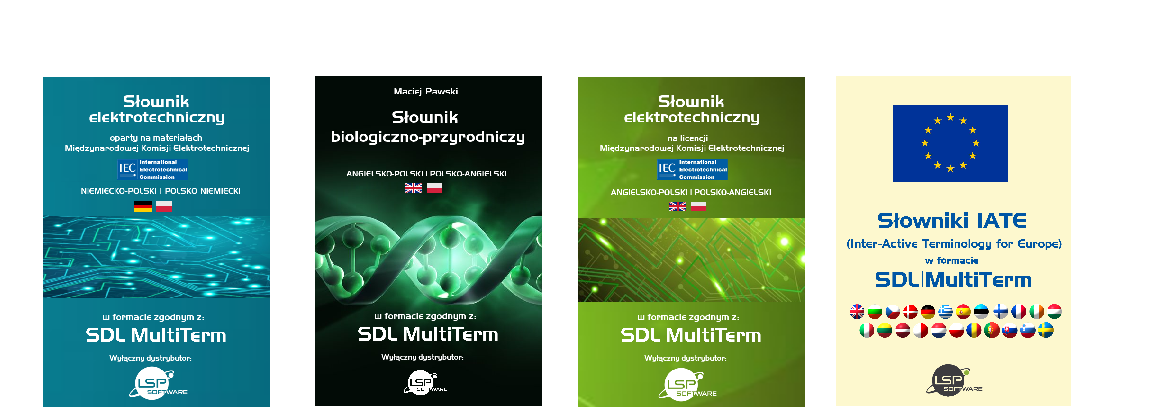 Słownik
elektrotechniczny
oparty na materiałach
Międzynarodowej Komisji Elektrotechnicznej
IEC
International
Electrotechnical
Commission
NIEMIECKO-POLSKI I POLSKO NIEMIECKI
w formacie zgodnym z:
SDL MultiTerm
Wyłączny dystrybutor:
LSP
SOFTWARE
Maciej Pawski
Słownik
biologiczno-przyrodniczy
ANGIELSKO-POLSKI I POLSKO-ANGIELSKI
w formacie zgodnym z:
SDL MultiTerm
Wyłączny dystrybutor:
LSP
SOFTWARE
Słownik
elektrotechniczny
na licencji
Międzynarodowej Komisji Elektrotechnicznej
IEC
International
Electrotechnical
Commission
ANGIELSKO-POLSKI I POLSKO-ANGIELSKI
w formacie zgodnym z:
SDL MultiTerm
Wyłączny dystrybutor:
LSP
SOFTWARE
Słowniki IATE
(Inter-Active Terminology for Europe)
w formacie
SDL|MultiTerm
LSP
SOFTWARE